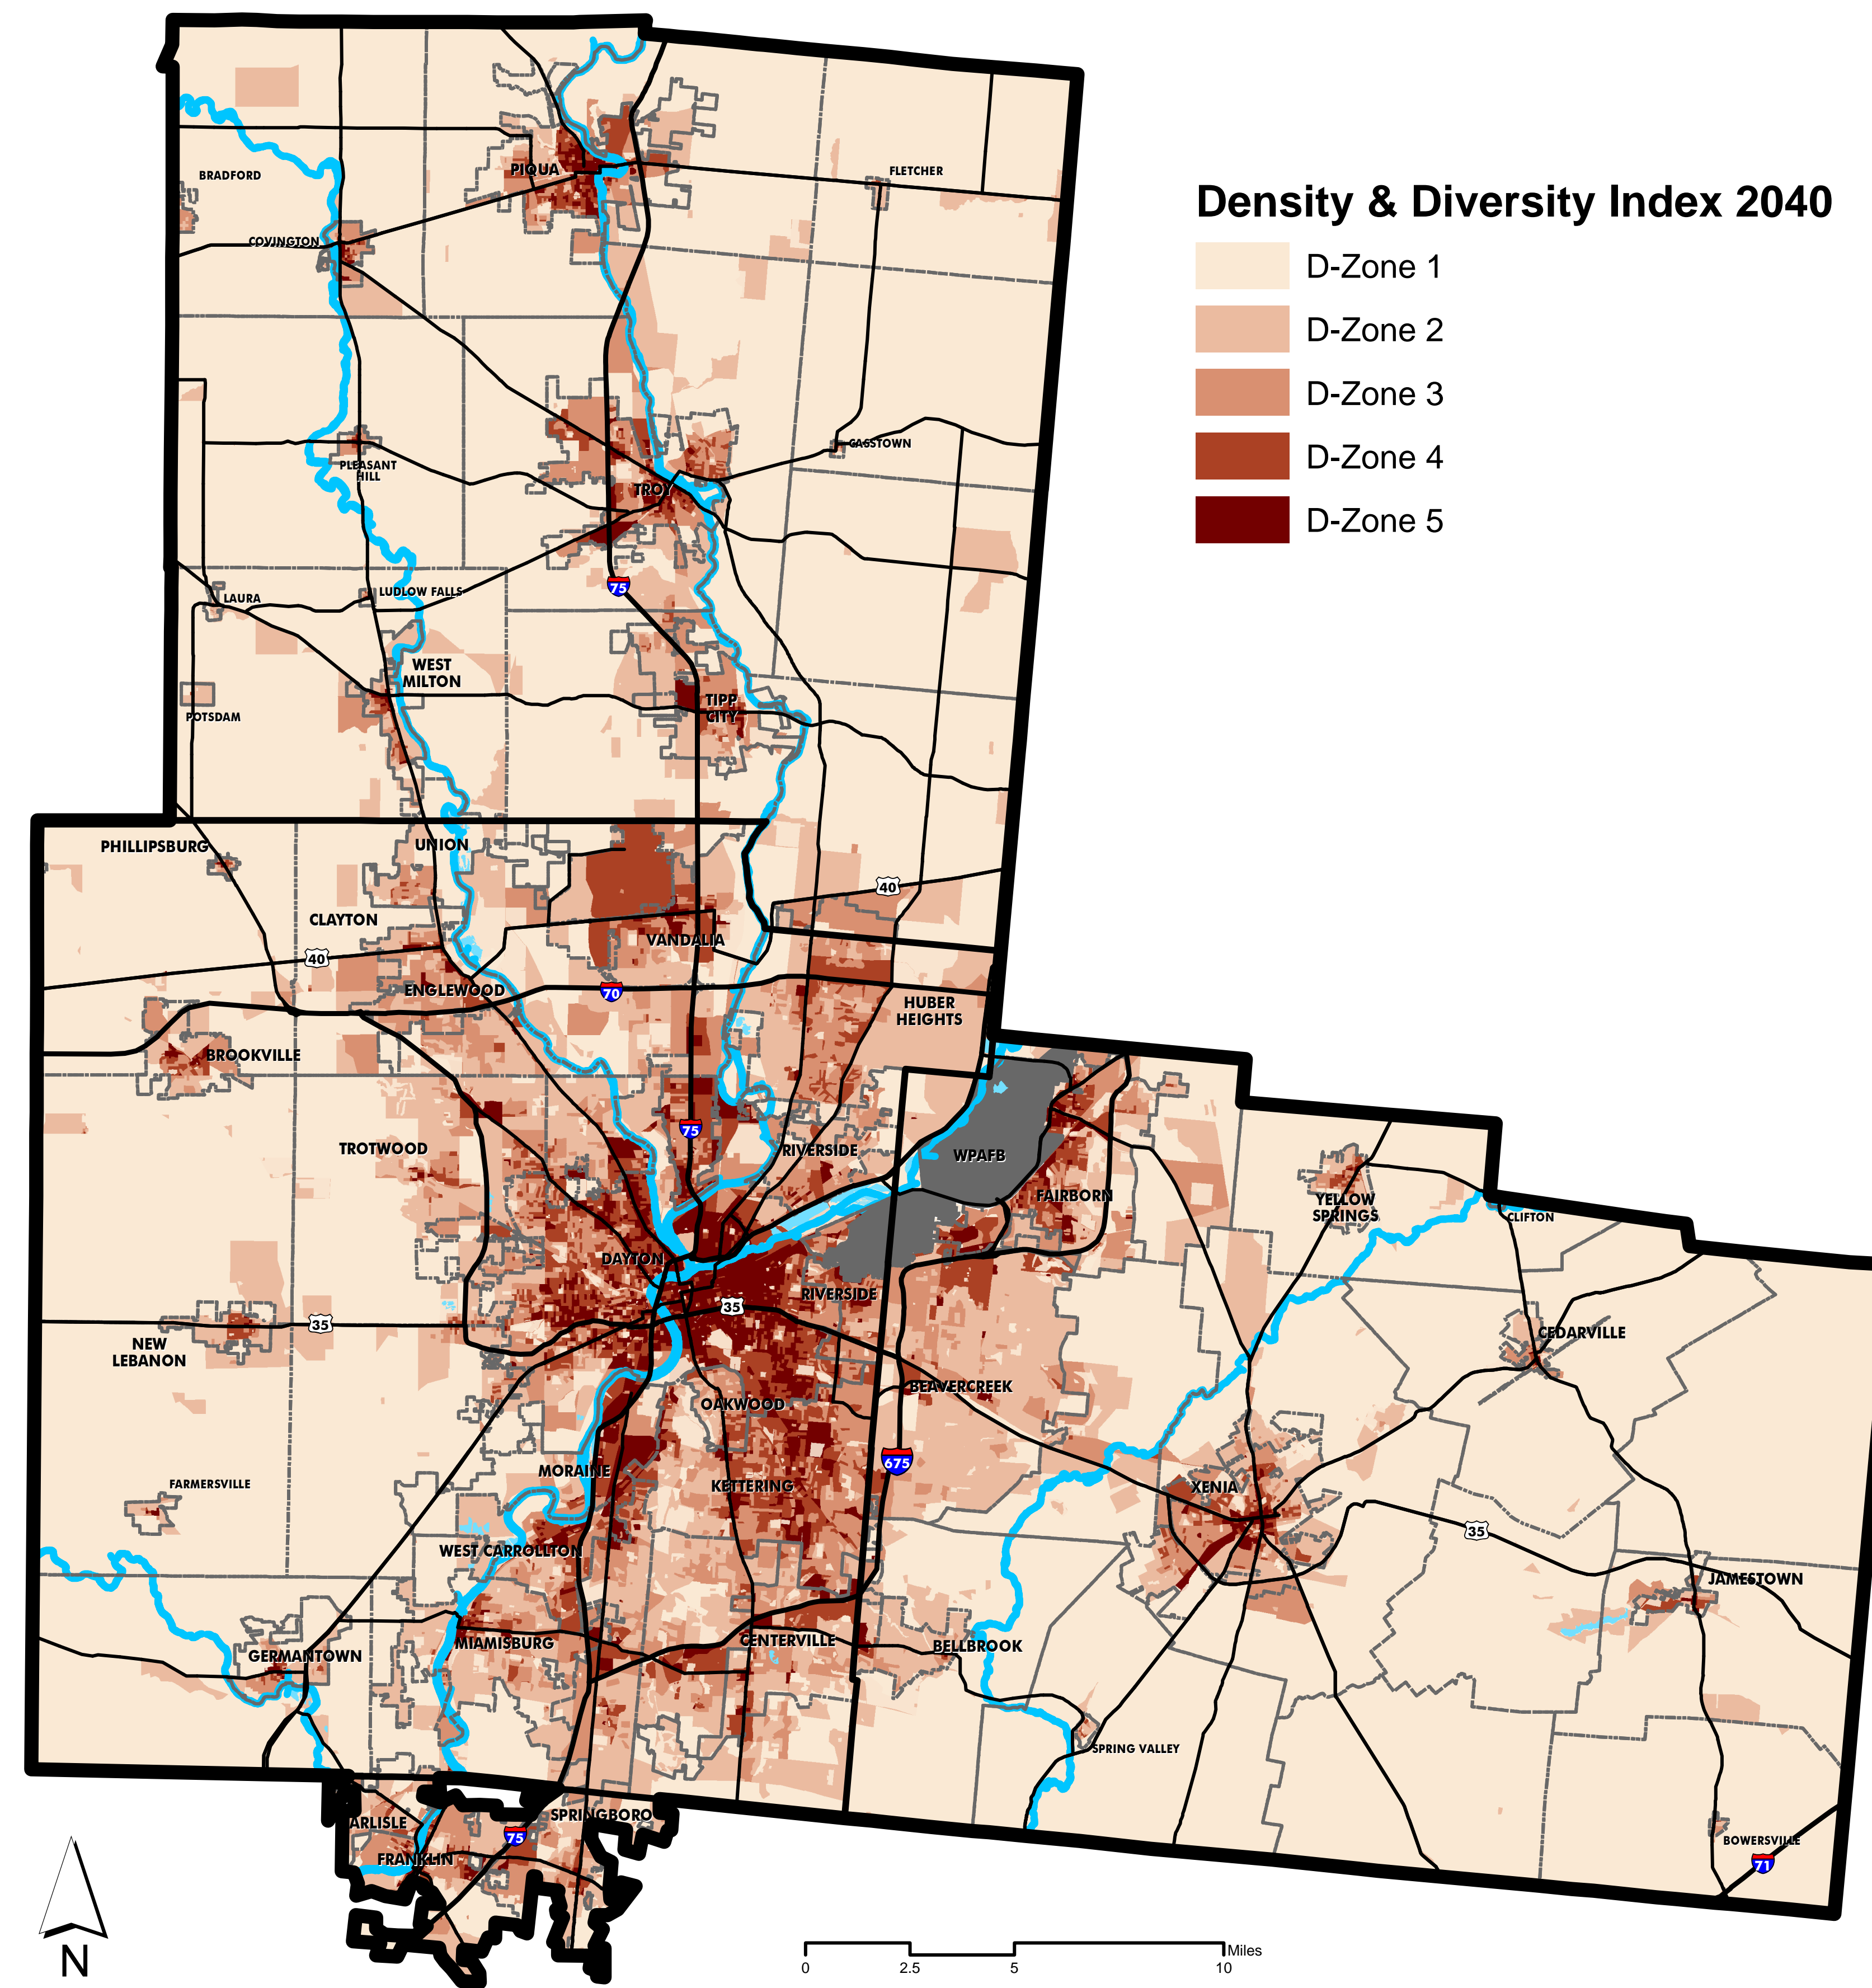 Density & Diversity Index 2040
D-Zone 1
D-Zone 2
D-Zone 3
D-Zone 4
D-Zone 5
BRADFORD
PIQUA
FLETCHER
COVINGTON
PLEASANT
HILL
CASSTOWN
TROY
75
LAURA
LUDLOW FALLS
WEST
MILTON
POTSDAM
TIPP
CITY
PHILLIPSBURG
UNION
40
CLAYTON
VANDALIA
40
ENGLEWOOD
70
HUBER
HEIGHTS
BROOKVILLE
75
TROTWOOD
RIVERSIDE
WPAFB
FAIRBORN
YELLOW
SPRINGS
CLIFTON
DAYTON
RIVERSIDE
35
35
NEW
LEBANON
CEDARVILLE
BEAVERCREEK
OAKWOOD
675
MORAINE
KETTERING
XENIA
FARMERSVILLE
35
WEST CARROLLTON
JAMESTOWN
MIAMISBURG
CENTERVILLE
BELLBROOK
GERMANTOWN
SPRING VALLEY
SPRINGBORO
ARLISLE
75
FRANKLIN
BOWERSVILLE
71
N
Miles
0 2.5 5 10